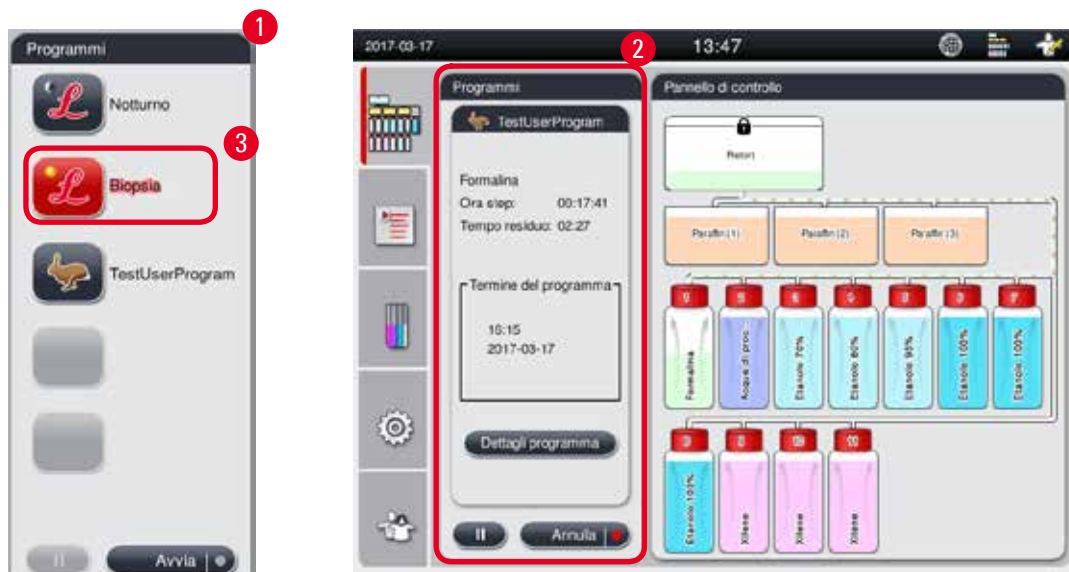 1
Programmi
Notturno
3
Biopsia
TestUserProgram
Avvia
2017-03-17
2
13:47
Programmi
TestUserProgram
Formalina
Ora step: 00:17:41
Tempo residuo: 02:27
Termine del programma
16:15
2017-03-17
Dettagli programma
Annulla
Pannello di controllo
Retort
Paraffin (1)
Paraffin (2)
Paraffin (3)
Formalina
Acqua di proc...
Etanolo 70%
Etanolo 80%
Etanolo 95%
Etanolo 100%
Etanolo 100%
Etanolo 100%
Xilene
Xilene
Xilene